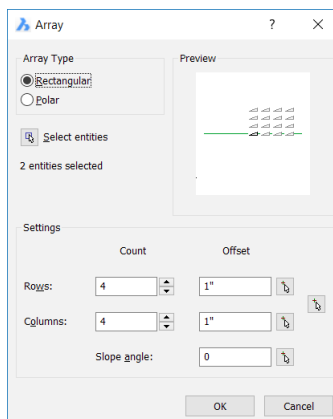 Array ? X
Array Type
Preview
Rectangular
Polar
Select entities
2 entities selected
Settings
Count Offset
Rows: 4 1"
Columns: 4 1"
Slope angle: 0
OK Cancel